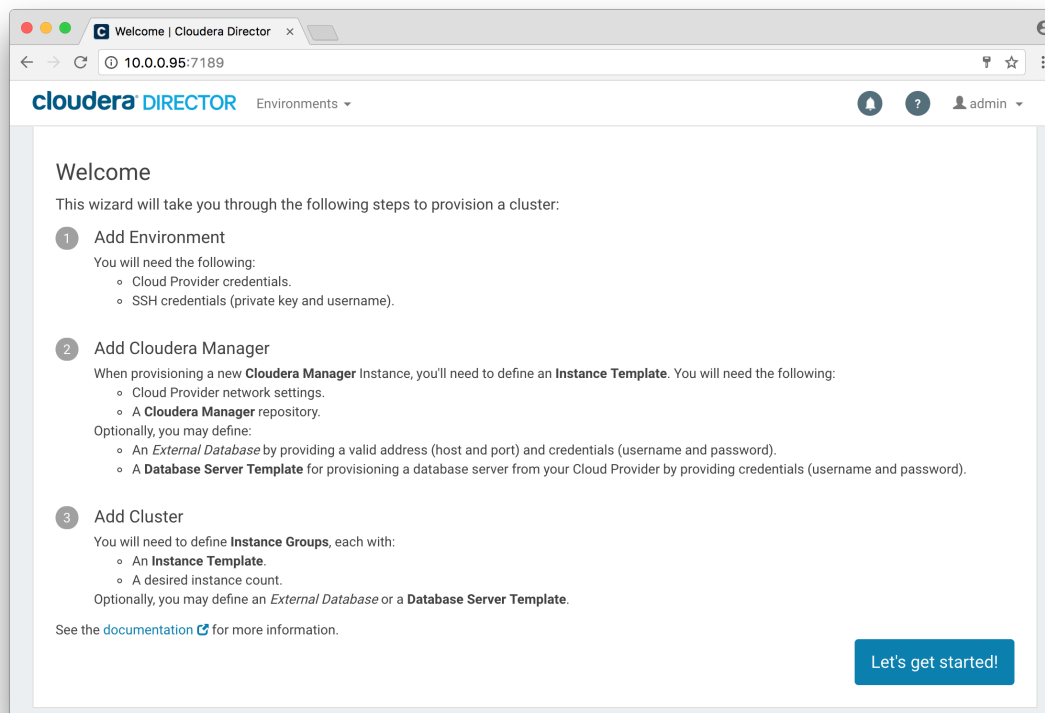 Welcome | Cloudera Director
10.0.0.95:7189
cloudera DIRECTOR
Environments
?
admin
Welcome
This wizard will take you through the following steps to provision a cluster:
1 Add Environment
You will need the following:
Cloud Provider credentials.
SSH credentials (private key and username).
2 Add Cloudera Manager
When provisioning a new Cloudera Manager Instance, you'll need to define an Instance Template. You will need the following:
Cloud Provider network settings.
A Cloudera Manager repository.
Optionally, you may define:
An External Database by providing a valid address (host and port) and credentials (username and password).
A Database Server Template for provisioning a database server from your Cloud Provider by providing credentials (username and password).
3 Add Cluster
You will need to define Instance Groups, each with:
An Instance Template.
A desired instance count.
Optionally, you may define an External Database or a Database Server Template.
See the documentation for more information.
Let's get started!